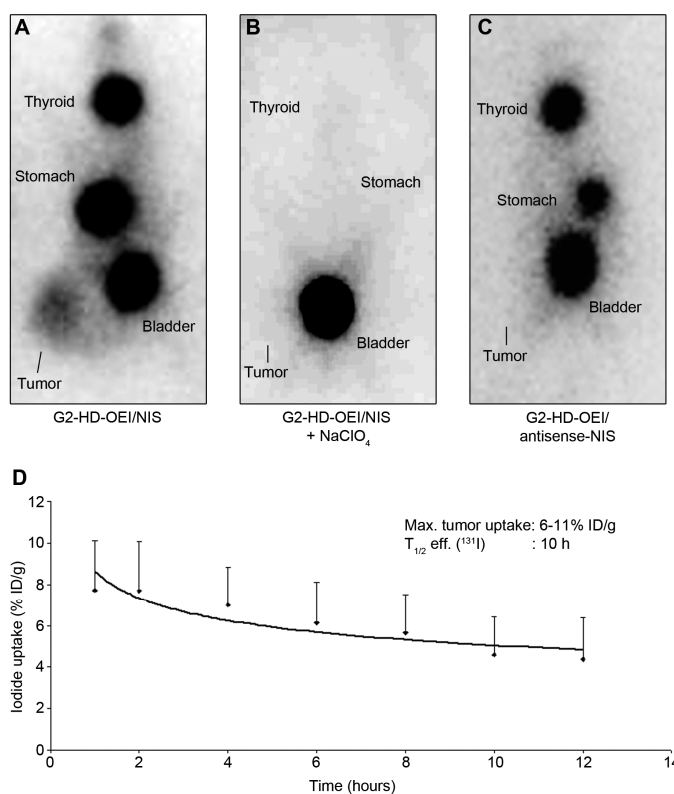 A
Thyroid
Stomach
Bladder
Tumor
G2-HD-OEI/NIS
B
Thyroid
Stomach
Bladder
Tumor
G2-HD-OEI/NIS
+ NaClO₄
C
Thyroid
Stomach
Bladder
Tumor
G2-HD-OEI/
antisense-NIS
D
Max. tumor uptake: 6-11% ID/g
T₁/₂ eff. (¹³¹I) : 10 h
Iodide uptake (% ID/g)
12
10
8
6
4
2
0
0 2 4 6 8 10 12 14
Time (hours)